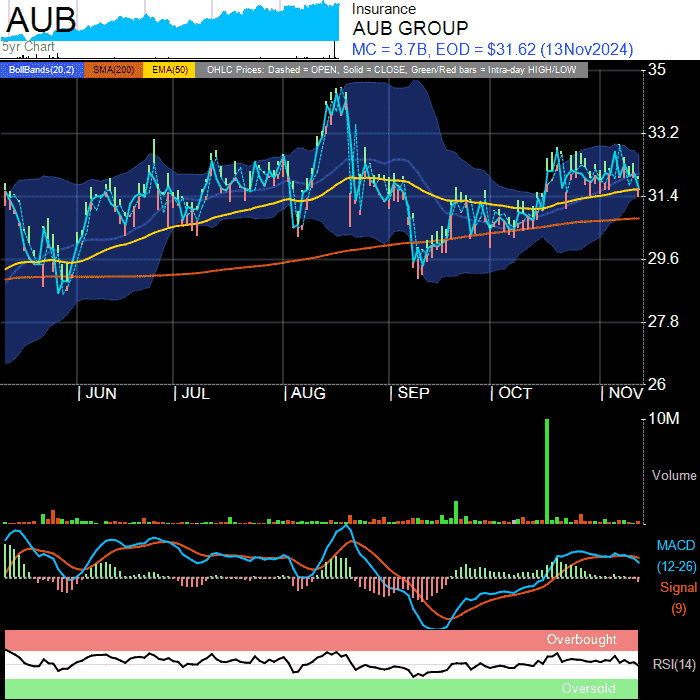 AUB
5yr Chart
Insurance
AUB GROUP
MC = 3.7B, EOD = $31.62 (13Nov2024)
BollBands(20,2) SMA(200) EMA(50) OHLC Prices: Dashed = OPEN, Solid = CLOSE, Green/Red bars = Intra-day HIGH/LOW
35
33.2
31.4
29.6
27.8
26
| JUN | JUL | AUG | SEP | OCT | NOV
10M
Volume
MACD
(12-26)
Signal
(9)
Overbought
RSI(14)
Oversold